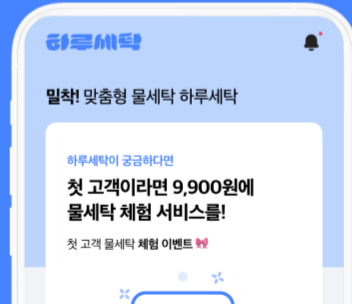 하루세탁
밀착! 맞춤형 물세탁 하루세탁
하루세탁이 궁금하다면
첫 고객이라면 9,900원에
물세탁 체험 서비스를!
첫 고객 물세탁 체험 이벤트